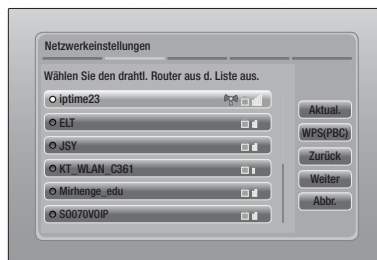 Netzwerkeinstellungen
Wählen Sie den drahtl. Router aus d. Liste aus.
iptime23
ELT
JSY
KT_WLAN_C361
Mirhenge_edu
SO070VOIP
Aktual.
WPS(PBC)
Zurück
Weiter
Abbr.